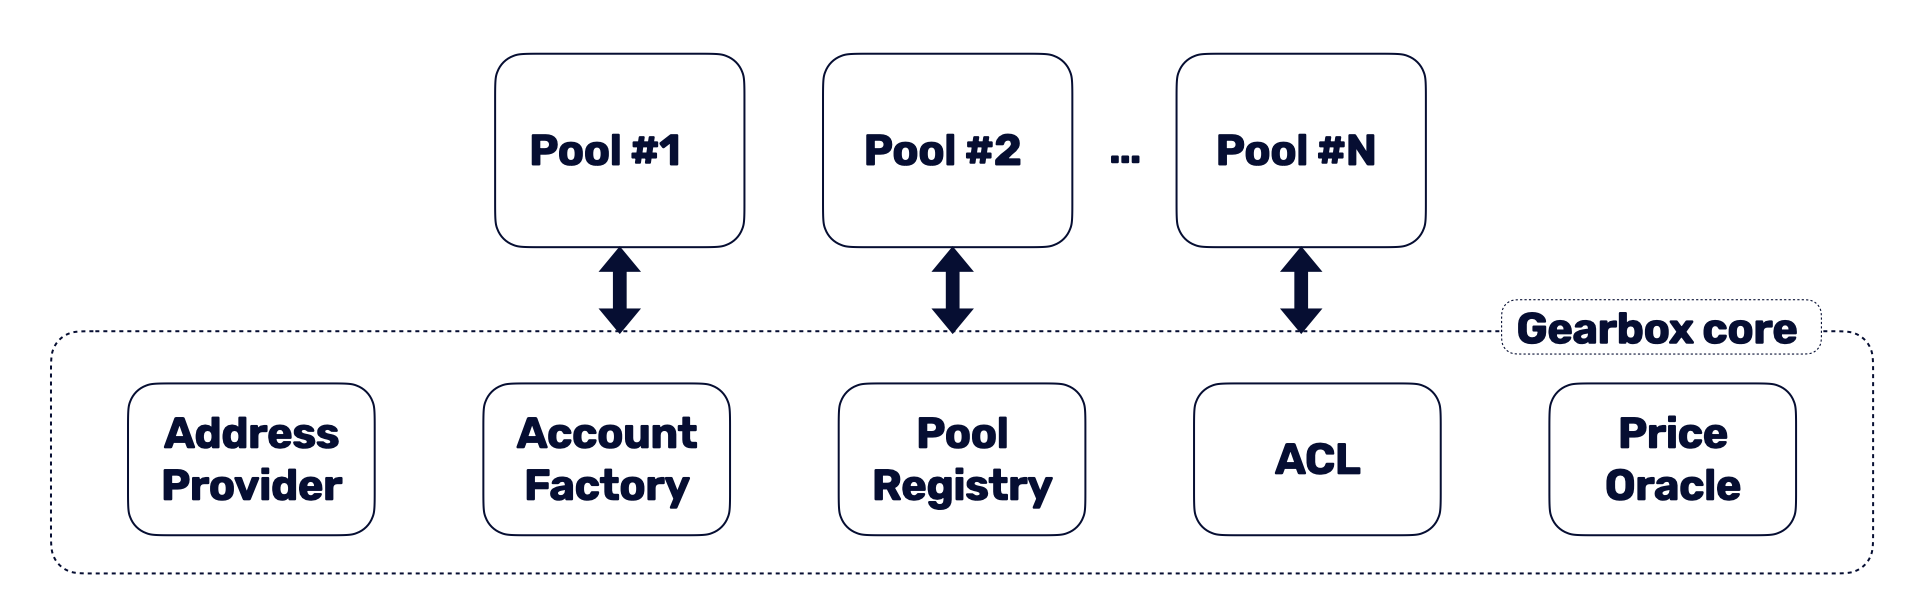 Pool #1
Pool #2
...
Pool #N
Gearbox core
Address
Provider
Account
Factory
Pool
Registry
ACL
Price
Oracle